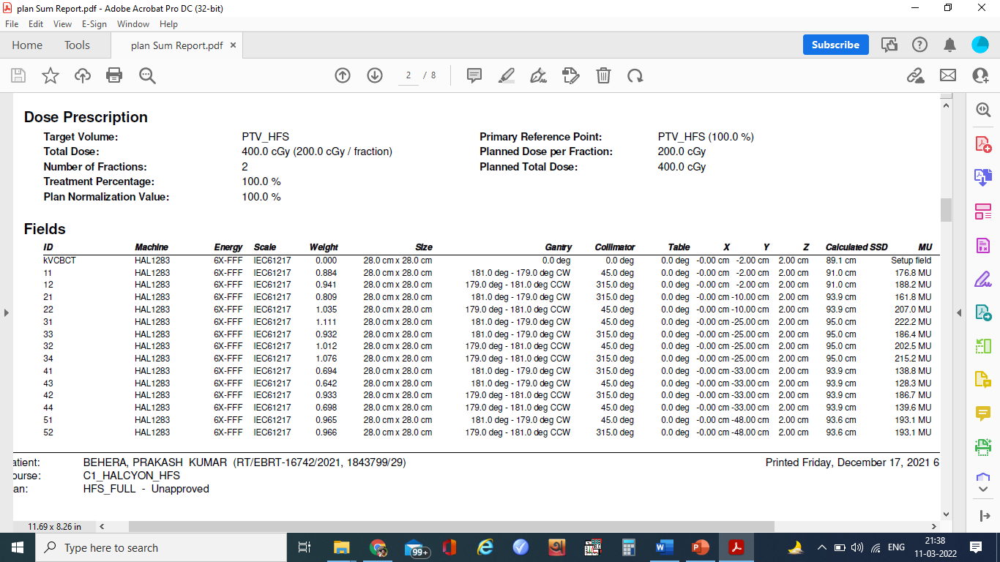 plan Sum Report.pdf - Adobe Acrobat Pro DC (32-bit)
File Edit View E-Sign Window Help
Home Tools plan Sum Report.pdf × Subscribe
2 / 8
Dose Prescription
Target Volume: PTV_HFS Primary Reference Point: PTV_HFS (100.0 %)
Total Dose: 400.0 cGy (200.0 cGy / fraction) Planned Dose per Fraction: 200.0 cGy
Number of Fractions: 2 Planned Total Dose: 400.0 cGy
Treatment Percentage: 100.0 %
Plan Normalization Value: 100.0 %
Fields
ID Machine Energy Scale Weight Size Gantry Collimator Table X Y Z Calculated SSD MU
kVCBCT HAL1283 6X-FFF IEC61217 0.000 28.0 cm x 28.0 cm 0.0 deg 0.0 deg 0.0 deg -0.00 cm -2.00 cm 2.00 cm 89.1 cm Setup field
11 HAL1283 6X-FFF IEC61217 0.884 28.0 cm x 28.0 cm 181.0 deg - 179.0 deg CW 45.0 deg 0.0 deg -0.00 cm -2.00 cm 2.00 cm 91.0 cm 176.8 MU
12 HAL1283 6X-FFF IEC61217 0.941 28.0 cm x 28.0 cm 179.0 deg - 181.0 deg CCW 315.0 deg 0.0 deg -0.00 cm -2.00 cm 2.00 cm 91.0 cm 188.2 MU
21 HAL1283 6X-FFF IEC61217 0.809 28.0 cm x 28.0 cm 181.0 deg - 179.0 deg CW 315.0 deg 0.0 deg -0.00 cm -10.00 cm 2.00 cm 93.9 cm 161.8 MU
22 HAL1283 6X-FFF IEC61217 1.035 28.0 cm x 28.0 cm 179.0 deg - 181.0 deg CCW 45.0 deg 0.0 deg -0.00 cm -10.00 cm 2.00 cm 93.9 cm 207.0 MU
31 HAL1283 6X-FFF IEC61217 1.111 28.0 cm x 28.0 cm 181.0 deg - 179.0 deg CW 45.0 deg 0.0 deg -0.00 cm -25.00 cm 2.00 cm 95.0 cm 222.2 MU
33 HAL1283 6X-FFF IEC61217 0.932 28.0 cm x 28.0 cm 181.0 deg - 179.0 deg CW 315.0 deg 0.0 deg -0.00 cm -25.00 cm 2.00 cm 95.0 cm 186.4 MU
32 HAL1283 6X-FFF IEC61217 1.012 28.0 cm x 28.0 cm 179.0 deg - 181.0 deg CCW 45.0 deg 0.0 deg -0.00 cm -25.00 cm 2.00 cm 95.0 cm 202.5 MU
34 HAL1283 6X-FFF IEC61217 1.076 28.0 cm x 28.0 cm 179.0 deg - 181.0 deg CCW 315.0 deg 0.0 deg -0.00 cm -25.00 cm 2.00 cm 95.0 cm 215.2 MU
41 HAL1283 6X-FFF IEC61217 0.694 28.0 cm x 28.0 cm 181.0 deg - 179.0 deg CW 315.0 deg 0.0 deg -0.00 cm -33.00 cm 2.00 cm 93.9 cm 138.8 MU
43 HAL1283 6X-FFF IEC61217 0.642 28.0 cm x 28.0 cm 181.0 deg - 179.0 deg CW 45.0 deg 0.0 deg -0.00 cm -33.00 cm 2.00 cm 93.9 cm 128.3 MU
42 HAL1283 6X-FFF IEC61217 0.933 28.0 cm x 28.0 cm 179.0 deg - 181.0 deg CCW 315.0 deg 0.0 deg -0.00 cm -33.00 cm 2.00 cm 93.9 cm 186.7 MU
44 HAL1283 6X-FFF IEC61217 0.698 28.0 cm x 28.0 cm 179.0 deg - 181.0 deg CCW 45.0 deg 0.0 deg -0.00 cm -33.00 cm 2.00 cm 93.9 cm 139.6 MU
51 HAL1283 6X-FFF IEC61217 0.965 28.0 cm x 28.0 cm 181.0 deg - 179.0 deg CW 45.0 deg 0.0 deg -0.00 cm -48.00 cm 2.00 cm 93.6 cm 193.1 MU
52 HAL1283 6X-FFF IEC61217 0.966 28.0 cm x 28.0 cm 179.0 deg - 181.0 deg CCW 315.0 deg 0.0 deg -0.00 cm -48.00 cm 2.00 cm 93.6 cm 193.1 MU
atient: BEHERA, PRAKASH KUMAR (RT/EBRT-16742/2021, 1843799/29) Printed Friday, December 17, 2021 6
ourse: C1_HALCYON_HFS
an: HFS_FULL - Unapproved
11.69 x 8.26 in
Type here to search 99+ ENG 21:38
11-03-2022